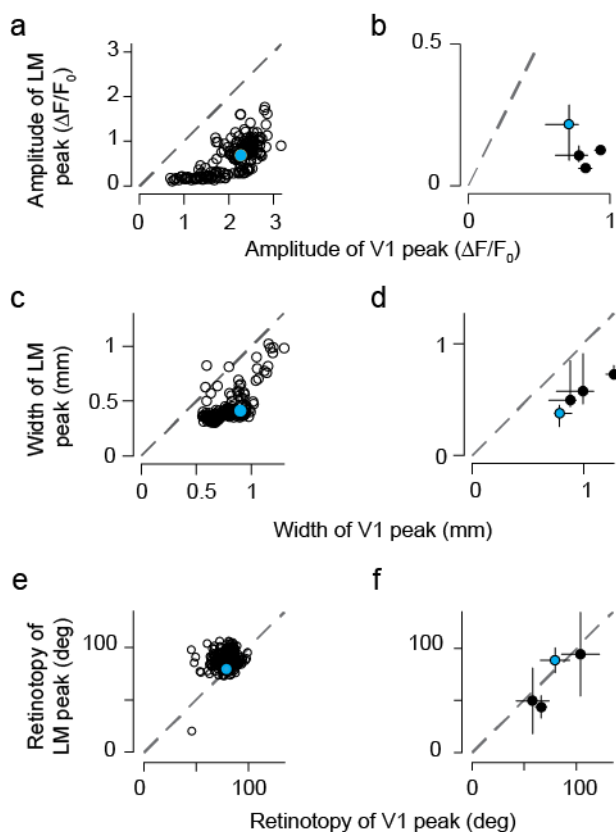 a
b
Amplitude of LM
peak (ΔF/F0)
3
2
1
0
0 1 2 3
0.5
0
0 1
Amplitude of V1 peak (ΔF/F0)
c
d
Width of LM
peak (mm)
1
0.5
0
0 0.5 1
1
0
0 1
Width of V1 peak (mm)
e
f
Retinotopy of
LM peak (deg)
100
0
0 100
100
0
0 100
Retinotopy of V1 peak (deg)